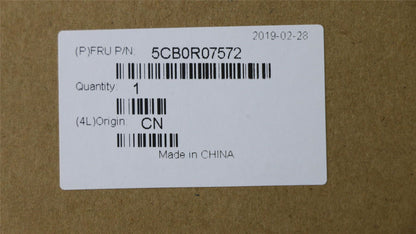 2019-02-28
(P)FRU P/N: 5CB0R07572
Quantity: 1
(4L)Origin: CN
Made in CHINA